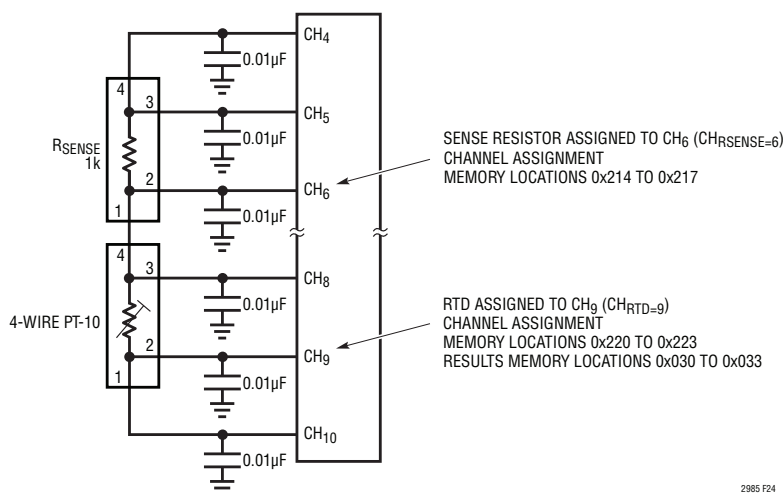 CH4
0.01µF
4
3
CH5
RSENSE
1k
0.01µF
2
CH6
1
0.01µF
SENSE RESISTOR ASSIGNED TO CH6 (CHRSENSE=6)
CHANNEL ASSIGNMENT
MEMORY LOCATIONS 0x214 TO 0x217
4
3
CH8
4-WIRE PT-10
0.01µF
2
CH9
1
0.01µF
RTD ASSIGNED TO CH9 (CHRTD=9)
CHANNEL ASSIGNMENT
MEMORY LOCATIONS 0x220 TO 0x223
RESULTS MEMORY LOCATIONS 0x030 TO 0x033
CH10
0.01µF
2985 F24